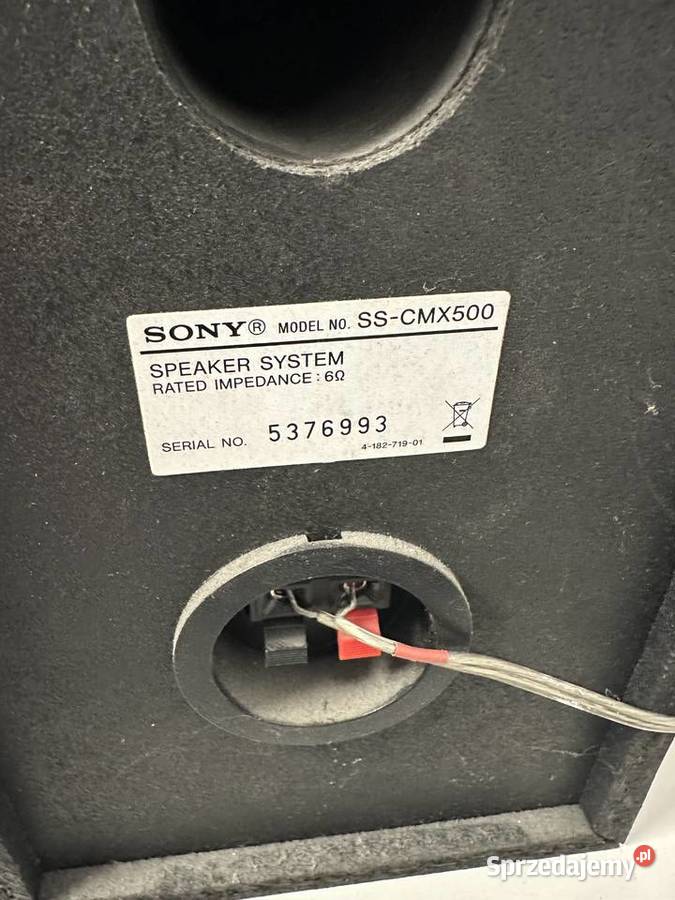 SONY® MODEL NO. SS-CMX500
SPEAKER SYSTEM
RATED IMPEDANCE : 6Ω
SERIAL NO. 5376993
4-182-719-01
Sprzedajemy.pl